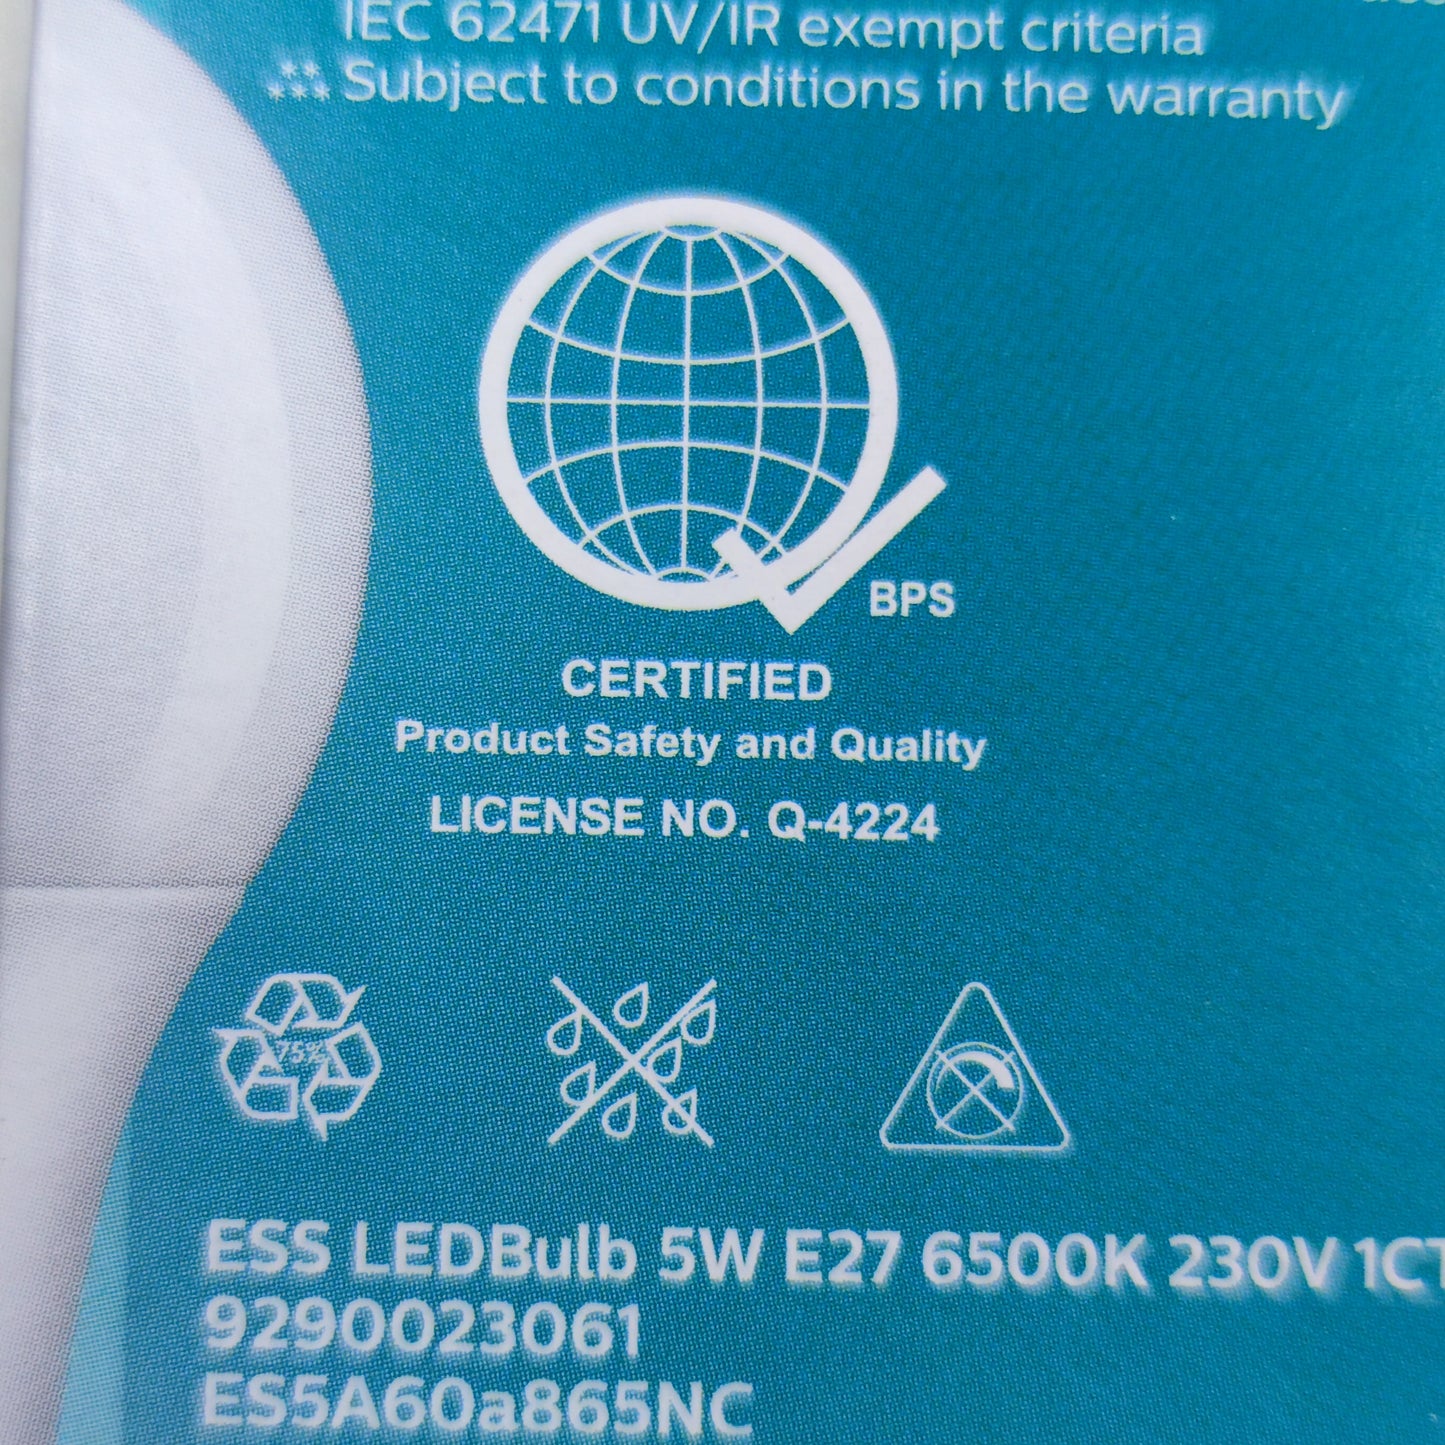 IEC 62471 UV/IR exempt criteria
⁂ Subject to conditions in the warranty
BPS
CERTIFIED
Product Safety and Quality
LICENSE NO. Q-4224
75%
ESS LEDBulb 5W E27 6500K 230V 1CT
9290023061
ES5A60a865NC